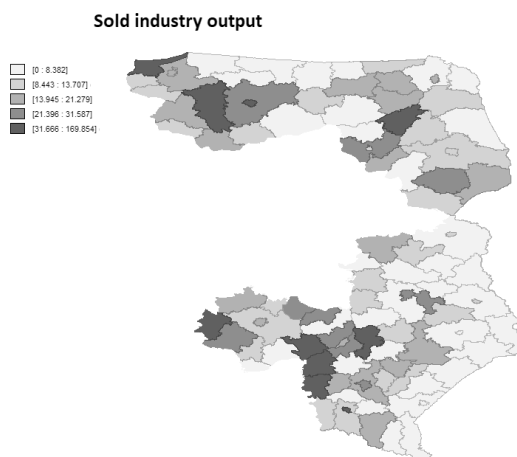 Sold industry output
[0 : 8.382]
[8.443 : 13.707]
[13.945 : 21.279]
[21.396 : 31.587]
[31.666 : 169.854]